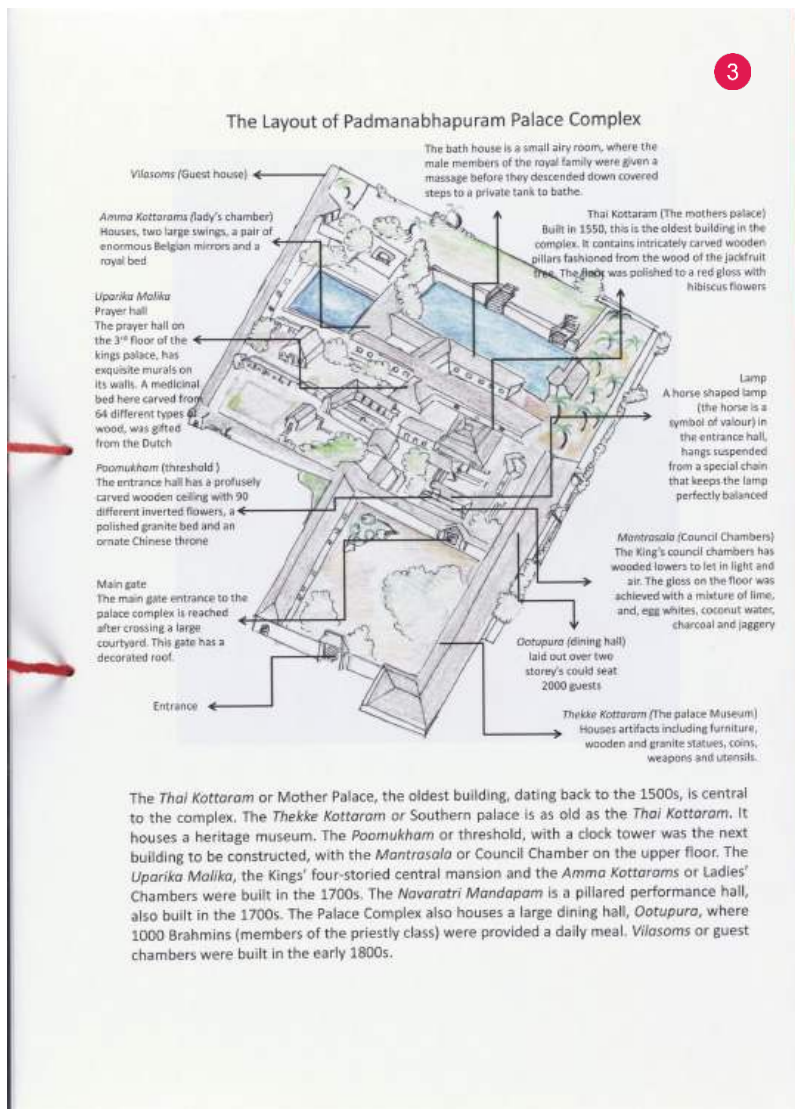 3
The Layout of Padmanabhapuram Palace Complex
The bath house is a small airy room, where the
male members of the royal family were given a
massage before they descended down covered
steps to a private tank to bathe.
Vilasoms (Guest house)
Amma Kottarams (lady's chamber)
Houses, two large swings, a pair of
enormous Belgian mirrors and a
royal bed
Thai Kottaram (The mothers palace)
Built in 1550, this is the oldest building in the
complex. It contains intricately carved wooden
pillars fashioned from the wood of the jackfruit
tree. The floor was polished to a red gloss with
hibiscus flowers
Uparika Malika
Prayer hall
The prayer hall on
the 3rd floor of the
kings palace, has
exquisite murals on
its walls. A medicinal
bed here carved from
64 different types of
wood, was gifted
from the Dutch
Lamp
A horse shaped lamp
(the horse is a
symbol of valour) in
the entrance hall,
hangs suspended
from a special chain
that keeps the lamp
perfectly balanced
Poomukham (threshold )
The entrance hall has a profusely
carved wooden ceiling with 90
different inverted flowers, a
polished granite bed and an
ornate Chinese throne
Mantrasala (Council Chambers)
The King's council chambers has
wooded lowers to let in light and
air. The gloss on the floor was
achieved with a mixture of lime,
and, egg whites, coconut water,
charcoal and jaggery
Main gate
The main gate entrance to the
palace complex is reached
after crossing a large
courtyard. This gate has a
decorated roof.
Ootupura (dining hall)
laid out over two
storey's could seat
2000 guests
Entrance
Thekke Kottaram (The palace Museum)
Houses artifacts including furniture,
wooden and granite statues, coins,
weapons and utensils.
The Thai Kottaram or Mother Palace, the oldest building, dating back to the 1500s, is central
to the complex. The Thekke Kottaram or Southern palace is as old as the Thai Kottaram. It
houses a heritage museum. The Poomukham or threshold, with a clock tower was the next
building to be constructed, with the Mantrasala or Council Chamber on the upper floor. The
Uparika Malika, the Kings' four-storied central mansion and the Amma Kottarams or Ladies'
Chambers were built in the 1700s. The Navaratri Mandapam is a pillared performance hall,
also built in the 1700s. The Palace Complex also houses a large dining hall, Ootupura, where
1000 Brahmins (members of the priestly class) were provided a daily meal. Vilasoms or guest
chambers were built in the early 1800s.